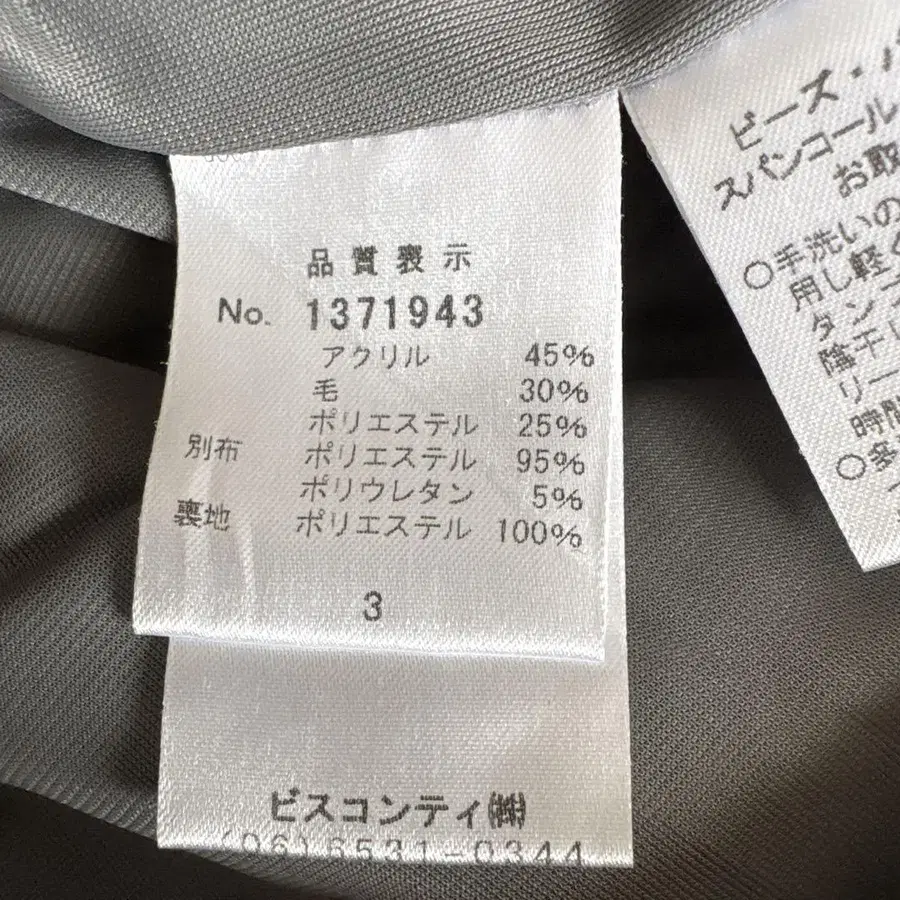 品質表示
No. 1371943
アクリル 45%
毛 30%
ポリエステル 25%
別布 ポリエステル 95%
ポリウレタン 5%
裏地 ポリエステル 100%
3
ビスコンティ㈱
(06)6531-0344
ビーズ・
スパンコール
お取
○手洗いの
用し軽く
タン
陰干し
リー
時間
○多